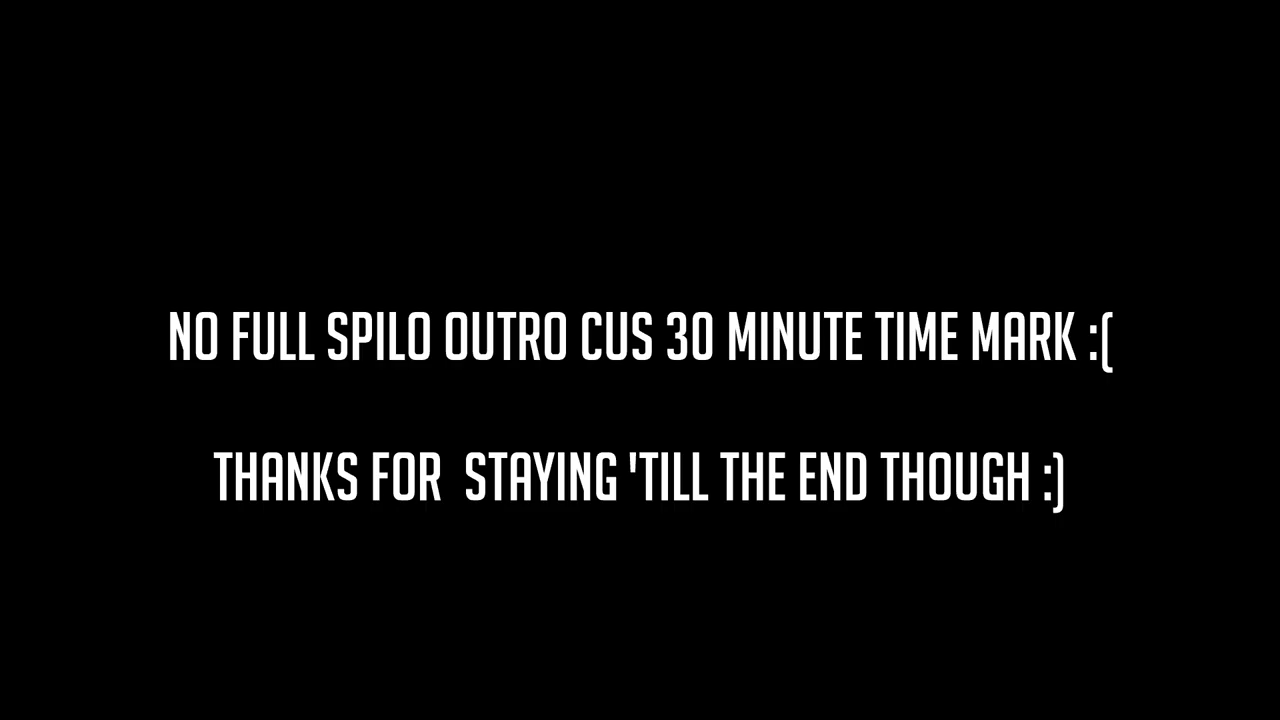 NO FULL SPILO OUTRO CUS 30 MINUTE TIME MARK :(
THANKS FOR  STAYING 'TILL THE END THOUGH :)